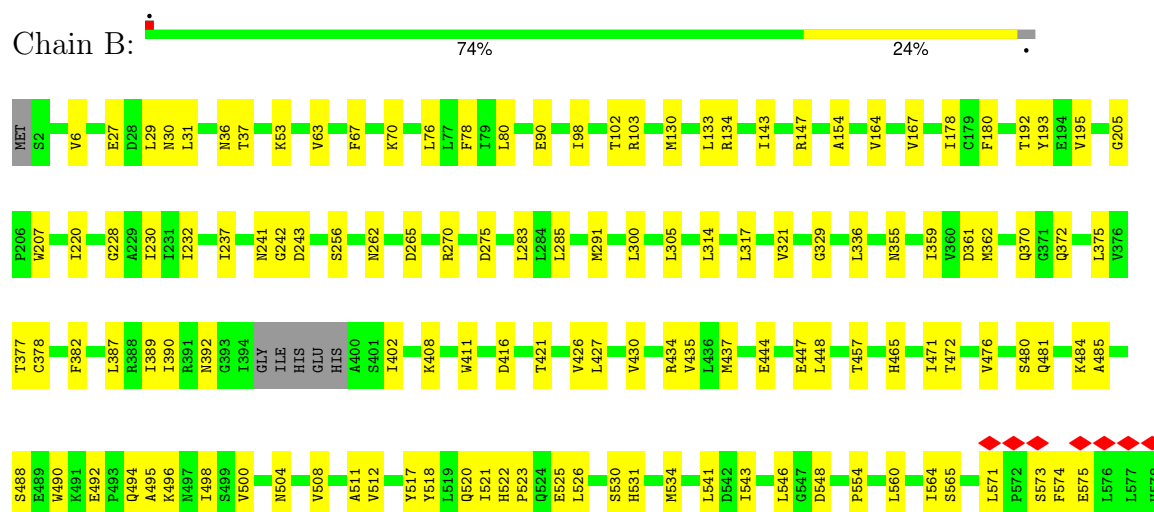 Chain B:
74% 24%
MET S2 V6 E27 D28 L29 N30 L31 N36 T37 K53 V63 F67 K70 L76 L77 F78 I79 L80 E90 I98 T102 R103 M130 L133 R134 I143 R147 A154 V164 V167 I178 C179 F180 T192 Y193 E194 V195 G205
P206 W207 I220 G228 A229 I230 I231 I232 I237 N241 G242 D243 S256 N262 D265 R270 D275 L283 L284 L285 M291 L300 L305 L314 L317 V321 G329 L336 N355 I359 V360 D361 M362 Q370 G371 Q372 L375 V376
T377 C378 F382 L387 R388 I389 I390 R391 N392 G393 I394 GLY ILE HIS GLU HIS A400 S401 I402 K408 W411 D416 T421 V426 L427 V430 R434 V435 L436 M437 E444 E447 L448 T457 H465 I471 T472 V476 S480 Q481 K484 A485
S488 E489 W490 K491 E492 P493 Q494 A495 K496 N497 I498 S499 V500 N504 V508 A511 V512 Y517 Y518 L519 Q520 I521 H522 P523 Q524 E525 L526 S530 H531 M534 L541 D542 I543 L546 G547 D548 P554 L560 I564 S565 L571 P572 S573 F574 E575 L576 L577